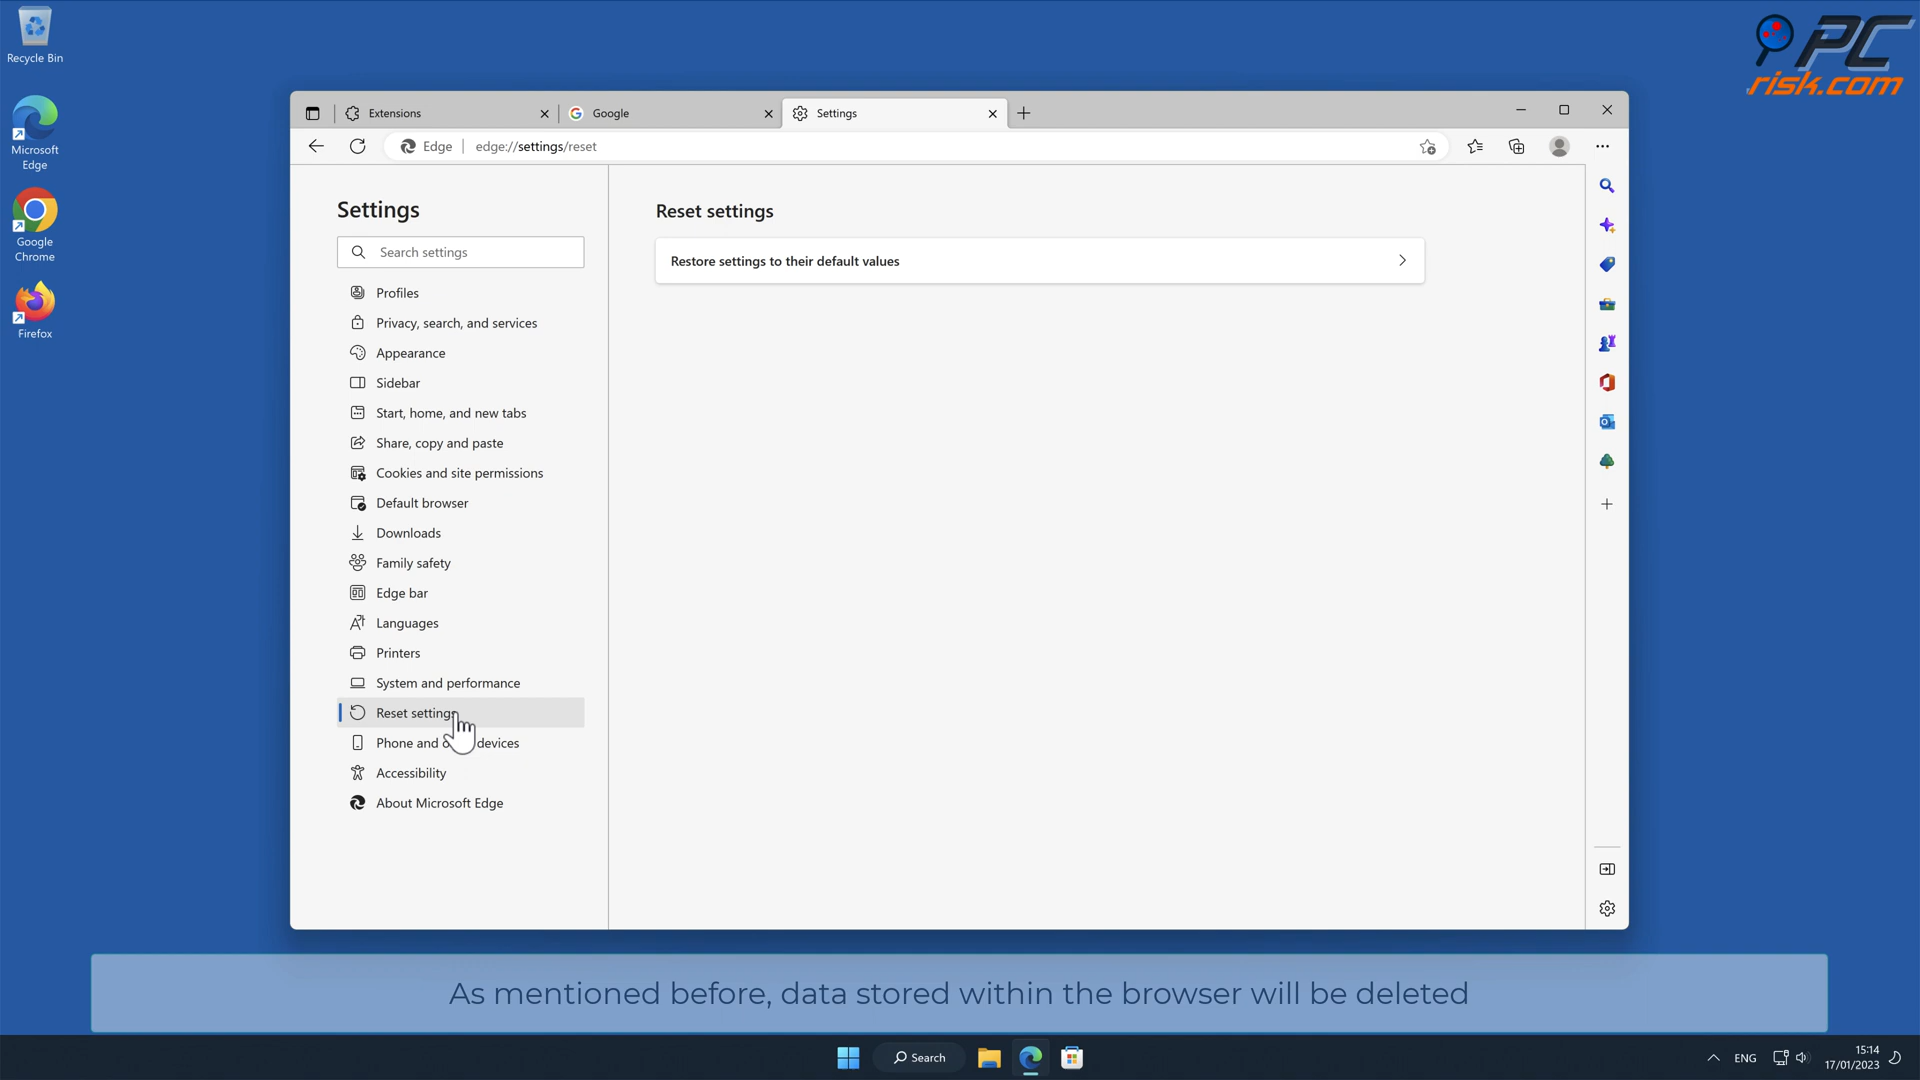 Recycle Bin
Microsoft
Edge
Google
Chrome
Firefox
PC
risk.com
Extensions
Google
Settings
Edge
edge://settings/reset
Settings
Search settings
Profiles
Privacy, search, and services
Appearance
Sidebar
Start, home, and new tabs
Share, copy and paste
Cookies and site permissions
Default browser
Downloads
Family safety
Edge bar
Languages
Printers
System and performance
Reset settings
Phone and devices
Accessibility
About Microsoft Edge
Reset settings
Restore settings to their default values
As mentioned before, data stored within the browser will be deleted
Search
ENG
15:14
17/01/2023